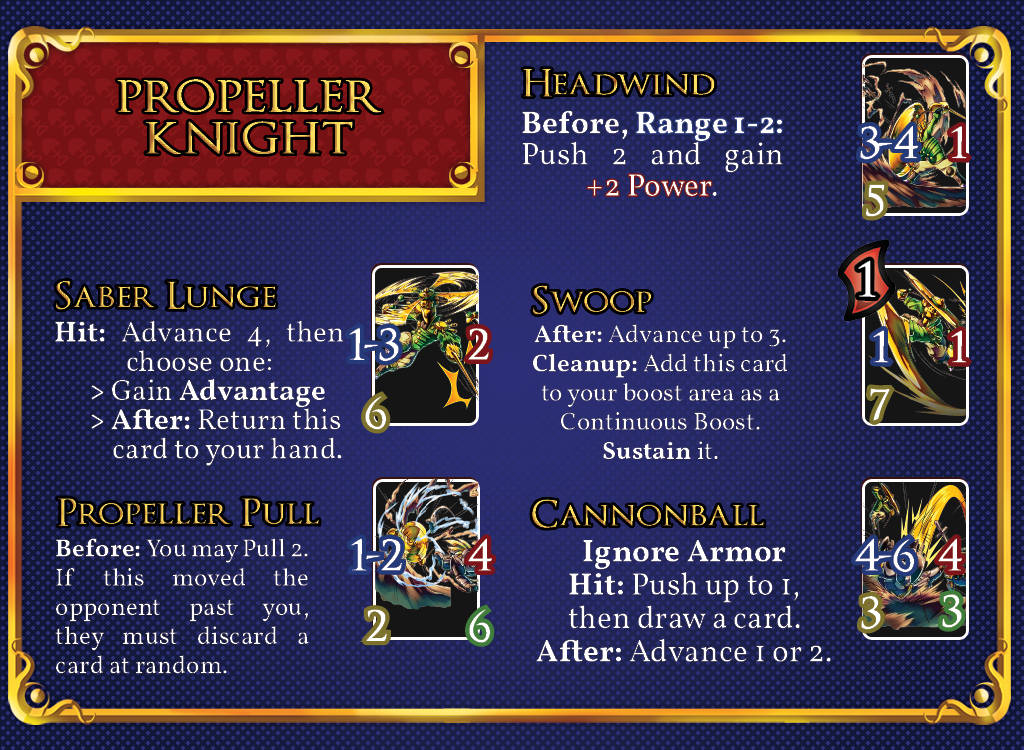 PROPELLER
KNIGHT
HEADWIND
Before, Range 1-2:
Push 2 and gain
+2 Power.
3-4
1
5
SABER LUNGE
Hit: Advance 4, then
choose one:
> Gain Advantage
> After: Return this
card to your hand.
1-3
2
6
SWOOP
After: Advance up to 3.
Cleanup: Add this card
to your boost area as a
Continuous Boost.
Sustain it.
1
1
1
7
PROPELLER PULL
Before: You may Pull 2.
If this moved the
opponent past you,
they must discard a
card at random.
1-2
4
2
6
CANNONBALL
Ignore Armor
Hit: Push up to 1,
then draw a card.
After: Advance 1 or 2.
4-6
4
3
3